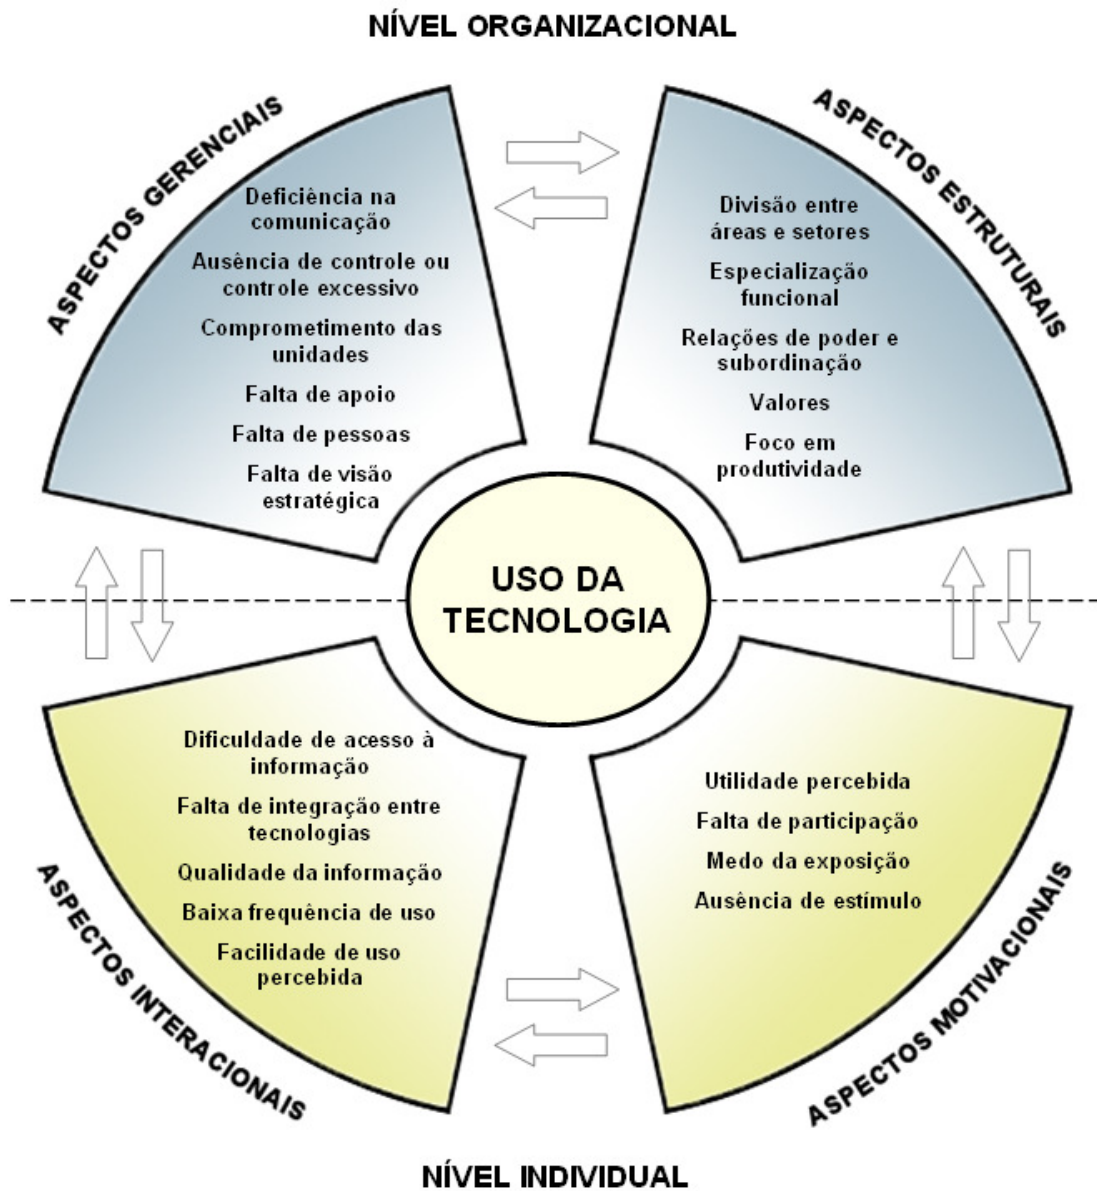 NÍVEL ORGANIZACIONAL
ASPECTOS GERENCIAIS
Deficiência na
comunicação
Ausência de controle ou
controle excessivo
Comprometimento das
unidades
Falta de apoio
Falta de pessoas
Falta de visão
estratégica
ASPECTOS ESTRUTURAIS
Divisão entre
áreas e setores
Especialização
funcional
Relações de poder e
subordinação
Valores
Foco em
produtividade
USO DA
TECNOLOGIA
Dificuldade de acesso à
informação
Falta de integração entre
tecnologias
Qualidade da informação
Baixa frequência de uso
Facilidade de uso
percebida
ASPECTOS INTERACIONAIS
Utilidade percebida
Falta de participação
Medo da exposição
Ausência de estímulo
ASPECTOS MOTIVACIONAIS
NÍVEL INDIVIDUAL